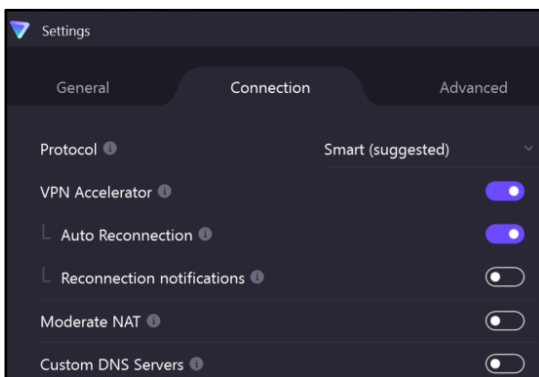 Settings
General Connection Advanced
Protocol Smart (suggested)
VPN Accelerator
Auto Reconnection
Reconnection notifications
Moderate NAT
Custom DNS Servers